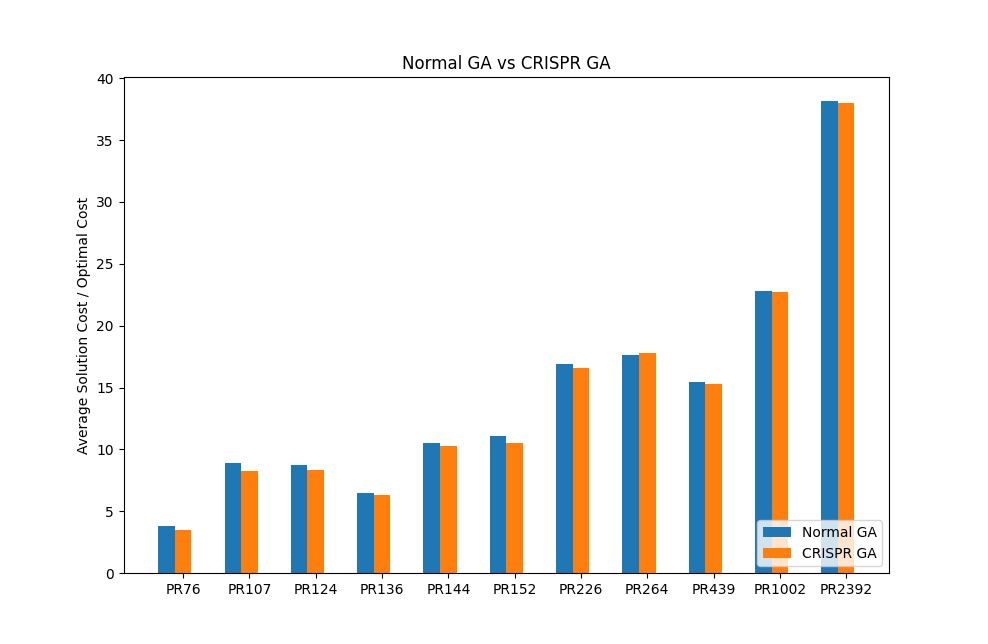 Normal GA vs CRISPR GA
Average Solution Cost / Optimal Cost
40
35
30
25
20
15
10
5
0
PR76 PR107 PR124 PR136 PR144 PR152 PR226 PR264 PR439 PR1002 PR2392
Normal GA
CRISPR GA